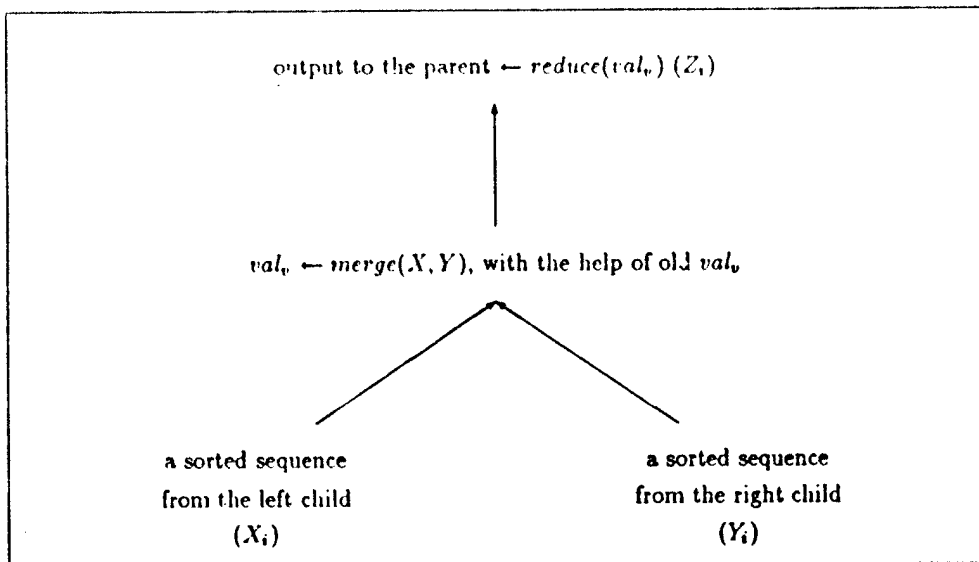 output to the parent ← reduce(val_v) (Z_i)
val_v ← merge(X, Y), with the help of old val_v
a sorted sequence
from the left child
(X_i)
a sorted sequence
from the right child
(Y_i)